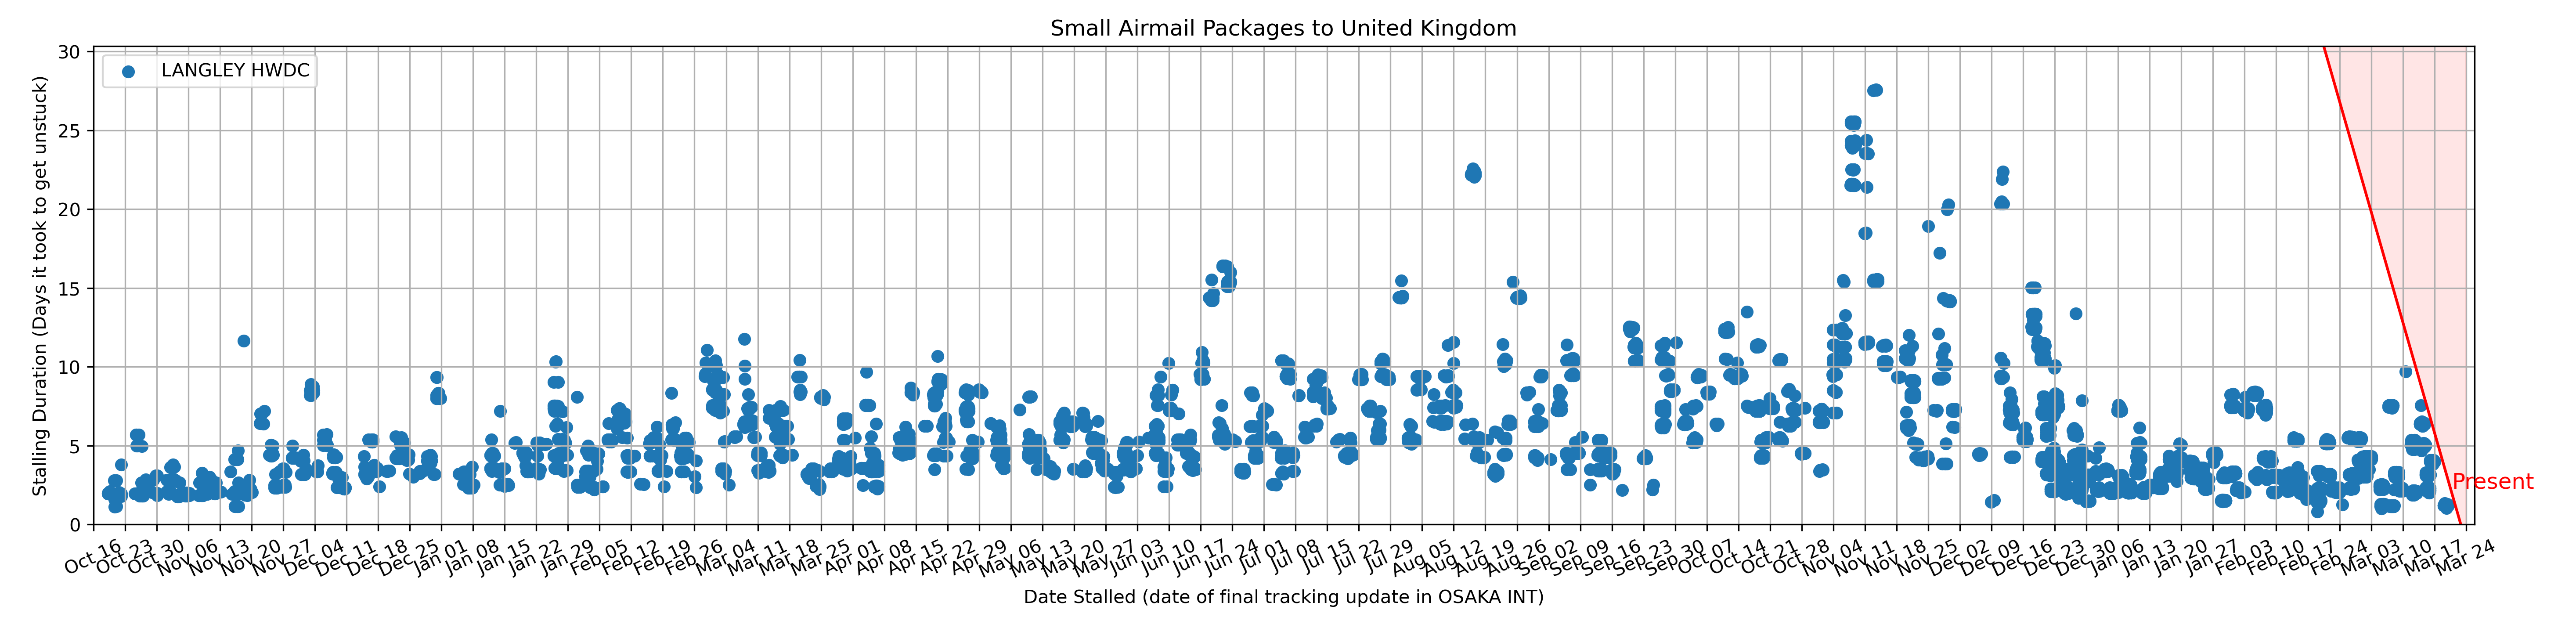 Small Airmail Packages to United Kingdom
LANGLEY HWDC
Stalling Duration (Days it took to get unstuck)
30
25
20
15
10
5
0
Present
Oct 16 Oct 23 Oct 30 Nov 06 Nov 13 Nov 20 Nov 27 Dec 04 Dec 11 Dec 18 Dec 25 Jan 01 Jan 08 Jan 15 Jan 22 Jan 29 Feb 05 Feb 12 Feb 19 Feb 26 Mar 04 Mar 11 Mar 18 Mar 25 Apr 01 Apr 08 Apr 15 Apr 22 Apr 29 May 06 May 13 May 20 May 27 Jun 03 Jun 10 Jun 17 Jun 24 Jul 01 Jul 08 Jul 15 Jul 22 Jul 29 Aug 05 Aug 12 Aug 19 Aug 26 Sep 02 Sep 09 Sep 16 Sep 23 Sep 30 Oct 07 Oct 14 Oct 21 Oct 28 Nov 04 Nov 11 Nov 18 Nov 25 Dec 02 Dec 09 Dec 16 Dec 23 Dec 30 Jan 06 Jan 13 Jan 20 Jan 27 Feb 03 Feb 10 Feb 17 Feb 24 Mar 03 Mar 10 Mar 17 Mar 24
Date Stalled (date of final tracking update in OSAKA INT)